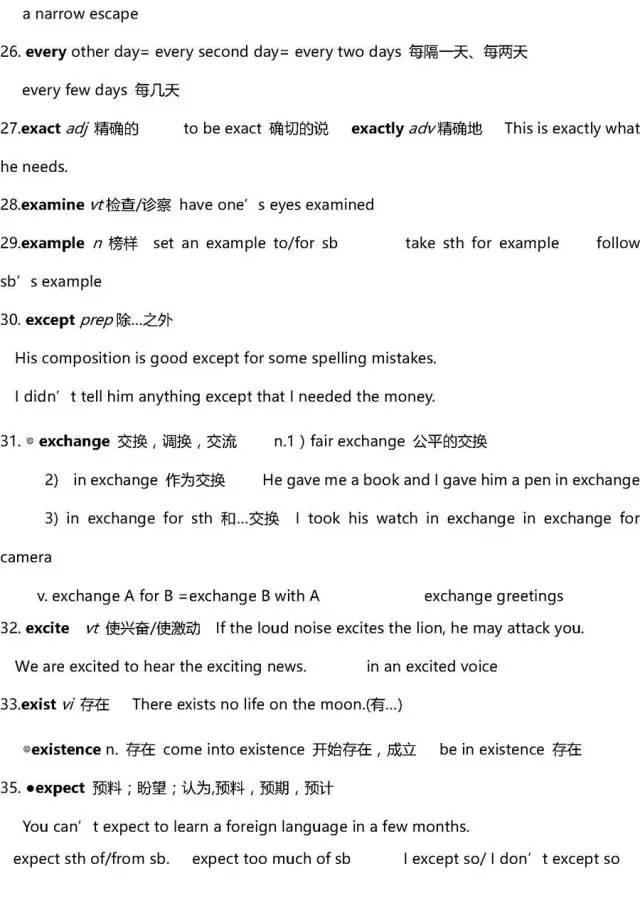 a narrow escape
26. every other day= every second day= every two days 每隔一天、每两天
every few days 每几天
27.exact adj 精确的 to be exact 确切的说 exactly adv精确地 This is exactly what
he needs.
28.examine vt检查/诊察 have one's eyes examined
29.example n 榜样 set an example to/for sb take sth for example follow
sb's example
30. except prep除…之外
His composition is good except for some spelling mistakes.
I didn't tell him anything except that I needed the money.
31. ◎ exchange 交换，调换，交流 n.1）fair exchange 公平的交换
2) in exchange 作为交换 He gave me a book and I gave him a pen in exchange
3) in exchange for sth 和…交换 I took his watch in exchange in exchange for
camera
v. exchange A for B =exchange B with A exchange greetings
32. excite vt 使兴奋/使激动 If the loud noise excites the lion, he may attack you.
We are excited to hear the exciting news. in an excited voice
33.exist vi 存在 There exists no life on the moon.(有…)
◎existence n. 存在 come into existence 开始存在，成立 be in existence 存在
35. ●expect 预料；盼望；认为,预料，预期，预计
You can't expect to learn a foreign language in a few months.
expect sth of/from sb. expect too much of sb I except so/ I don't except so